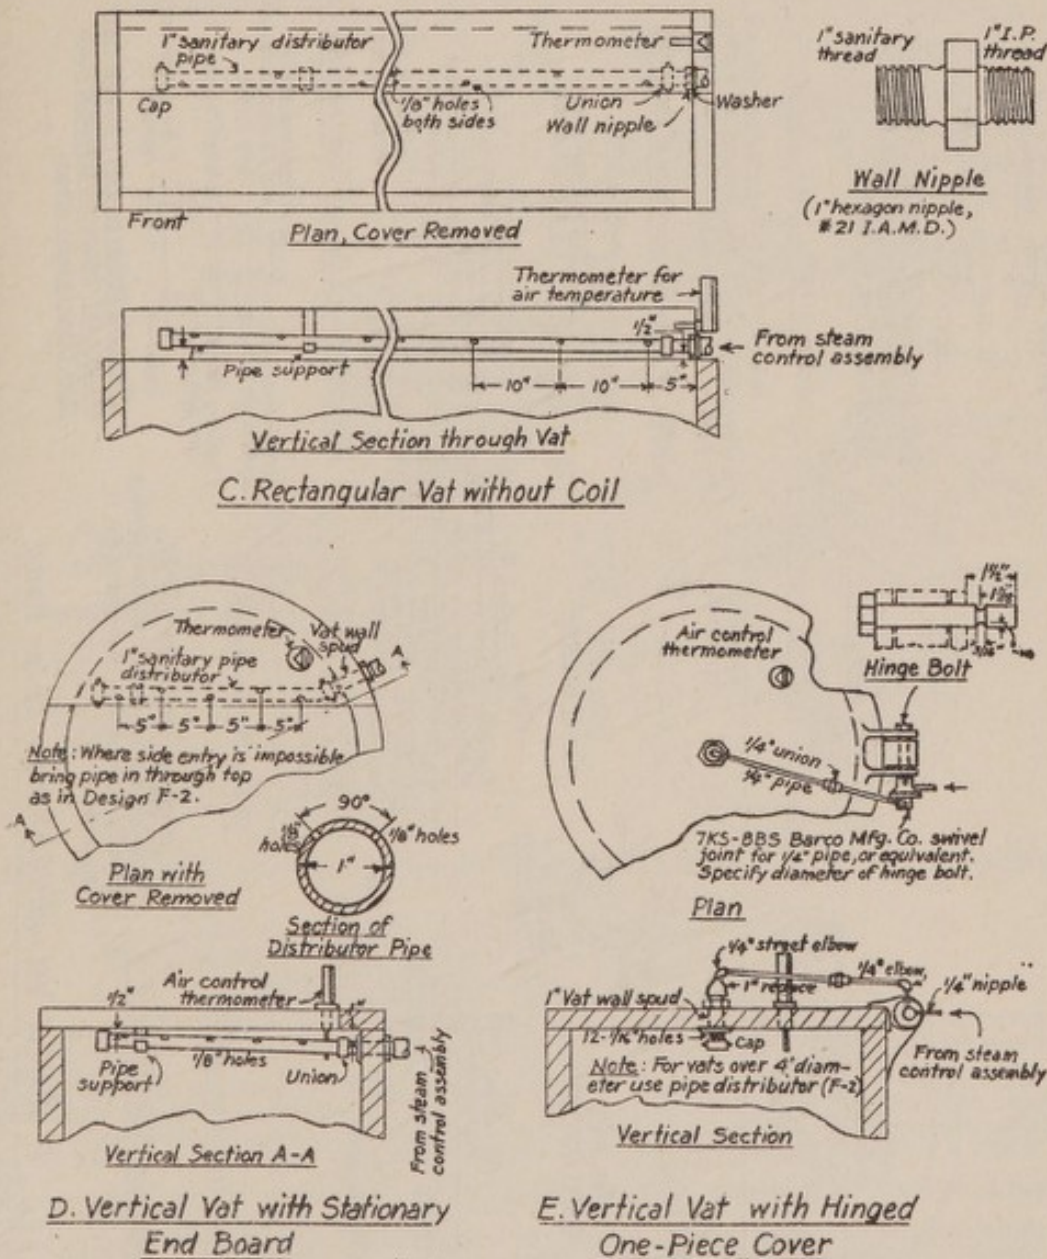 1" sanitary distributor
pipe
Thermometer
Cap
1/8" holes
both sides
Union
Wall nipple
Washer
Front
Plan, Cover Removed
1" sanitary
thread
1" I.P.
thread
Wall Nipple
(1" hexagon nipple,
#21 I.A.M.D.)
Thermometer for
air temperature
1/2"
1"
From steam
control assembly
Pipe support
10"
10"
5"
Vertical Section through Vat
C. Rectangular Vat without Coil
Thermometer
Vat wall
spud
A
1" sanitary pipe
distributor
5"
5"
5"
5"
Note: Where side entry is impossible
bring pipe in through top
as in Design F-2.
A
90°
1/8"
holes
1/8" holes
1"
Plan with
Cover Removed
Section of
Distributor Pipe
1/2"
Air control
thermometer
1"
Pipe
support
1/8" holes
Union
From steam
control assembly
Vertical Section A-A
D. Vertical Vat with Stationary
End Board
1 1/2"
Hinge Bolt
Air control
thermometer
1/4" union
1/4" pipe
7KS-8BS Barco Mfg. Co. swivel
joint for 1/4" pipe, or equivalent.
Specify diameter of hinge bolt.
Plan
1/4" street elbow
1" reduce
1/4" elbow
1/4" nipple
1" Vat wall spud
12-1/16" holes
Cap
Note: For vats over 4' diam-
eter use pipe distributor (F-2)
From steam
control assembly
Vertical Section
E. Vertical Vat with Hinged
One-Piece Cover